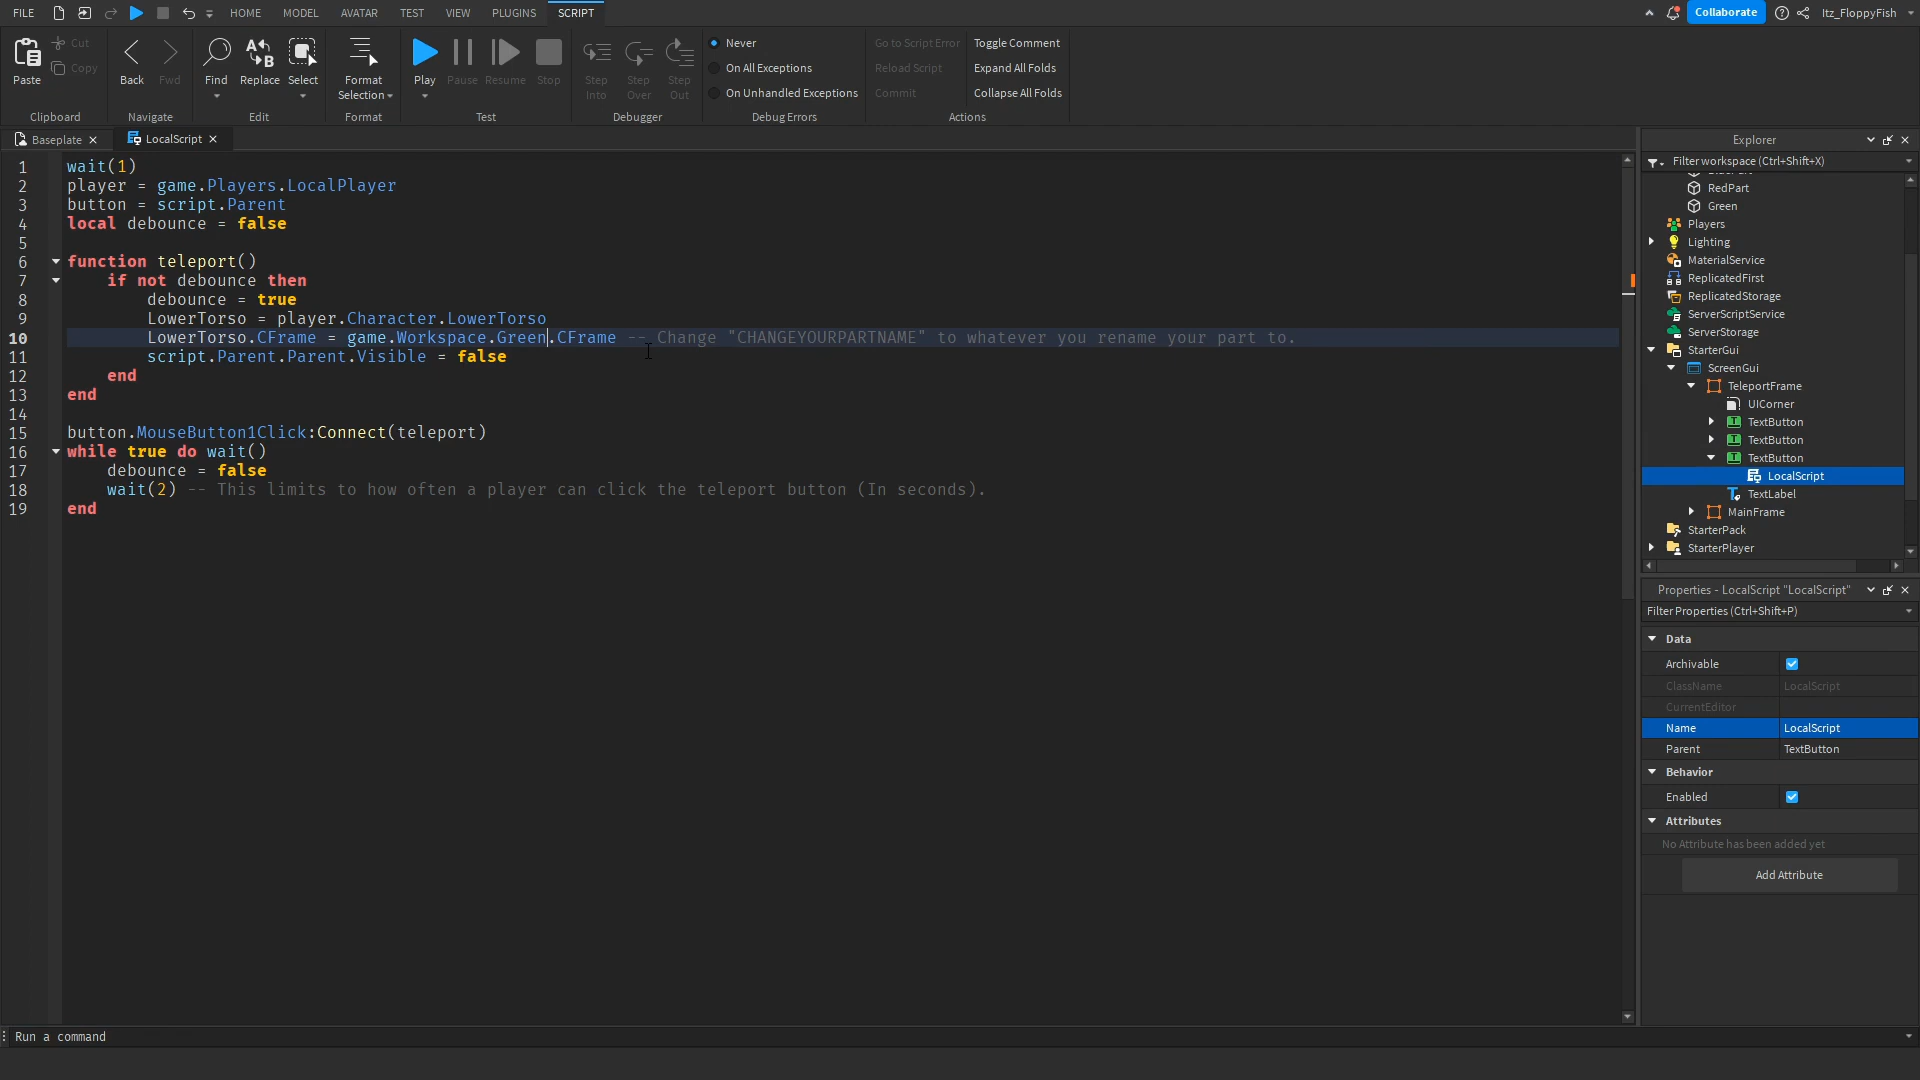 FILE HOME MODEL AVATAR TEST VIEW PLUGINS SCRIPT Collaborate Itz_FloppyFish
Paste Cut Copy
Back Fwd
Find Replace Select
Format Selection
Play Pause Resume Stop
Step Into Step Over Step Out
Never
On All Exceptions
On Unhandled Exceptions
Go to Script Error
Reload Script
Commit
Toggle Comment
Expand All Folds
Collapse All Folds
Clipboard Navigate Edit Format Test Debugger Debug Errors Actions
Baseplate LocalScript
1 wait(1)
2 player = game.Players.LocalPlayer
3 button = script.Parent
4 local debounce = false
5
6 function teleport()
7 if not debounce then
8 debounce = true
9 LowerTorso = player.Character.LowerTorso
10 LowerTorso.CFrame = game.Workspace.Green.CFrame -- Change "CHANGEYOURPARTNAME" to whatever you rename your part to.
11 script.Parent.Parent.Visible = false
12 end
13 end
14
15 button.MouseButton1Click:Connect(teleport)
16 while true do wait()
17 debounce = false
18 wait(2) -- This limits to how often a player can click the teleport button (In seconds).
19 end
Explorer
Filter workspace (Ctrl+Shift+X)
RedPart
Green
Players
Lighting
MaterialService
ReplicatedFirst
ReplicatedStorage
ServerScriptService
ServerStorage
StarterGui
ScreenGui
TeleportFrame
UICorner
TextButton
TextButton
TextButton
LocalScript
TextLabel
MainFrame
StarterPack
StarterPlayer
Properties - LocalScript "LocalScript"
Filter Properties (Ctrl+Shift+P)
Data
Archivable
ClassName LocalScript
CurrentEditor
Name LocalScript
Parent TextButton
Behavior
Enabled
Attributes
No Attribute has been added yet
Add Attribute
Run a command